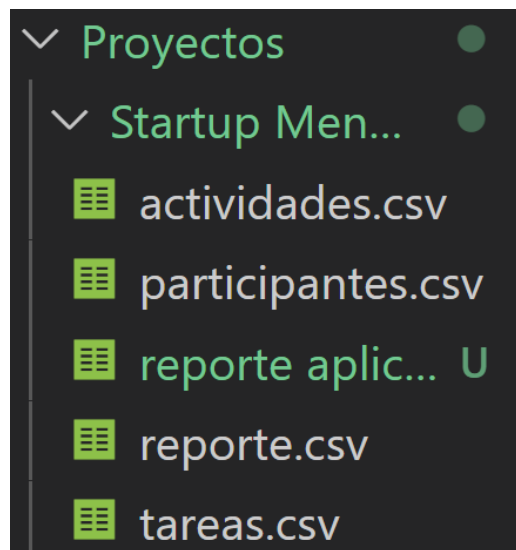 Proyectos
Startup Men...
actividades.csv
participantes.csv
reporte aplic... U
reporte.csv
tareas.csv